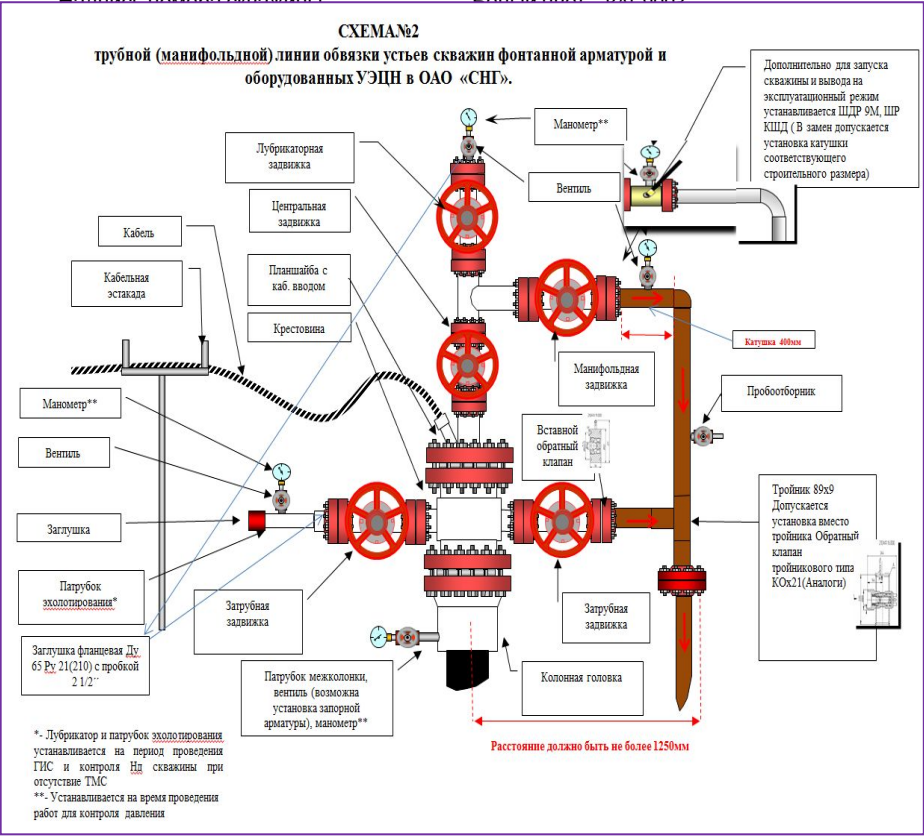 СХЕМА№2
трубной (манифольдной) линии обвязки устьев скважин фонтанной арматурой и
оборудованных УЭЦН в ОАО «СНГ».
Дополнительно для запуска
скважины и вывода на
эксплуатационный режим
устанавливается ШДР 9М, ШР
КШД ( В замен допускается
установка катушки
соответствующего
строительного размера)
Манометр**
Лубрикаторная
задвижка
Вентиль
Центральная
задвижка
Кабель
Планшайба с
каб. вводом
Кабельная
эстакада
Крестовина
Катушка 400мм
Манифольдная
задвижка
Манометр**
Пробоотборник
Вставной
обратный
клапан
Вентиль
Тройник 89х9
Допускается
установка вместо
тройника Обратный
клапан
тройникового типа
КОх21(Аналоги)
Заглушка
Патрубок
эхолотирования*
Затрубная
задвижка
Затрубная
задвижка
Заглушка фланцевая Ду
65 Ру 21(210) с пробкой
2 1/2´´
Патрубок межколонки,
вентиль (возможна
установка запорной
арматуры), манометр**
Колонная головка
Расстояние должно быть не более 1250мм
*- Лубрикатор и патрубок эхолотирования
устанавливается на период проведения
ГИС и контроля Нд скважины при
отсутствие ТМС
**- Устанавливается на время проведения
работ для контроля давления